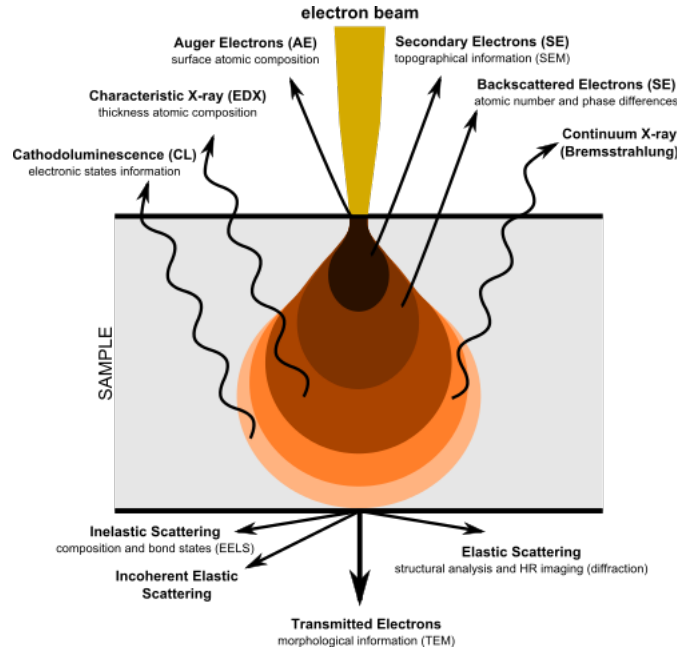 electron beam
Auger Electrons (AE)
surface atomic composition
Secondary Electrons (SE)
topographical information (SEM)
Characteristic X-ray (EDX)
thickness atomic composition
Backscattered Electrons (SE)
atomic number and phase differences
Cathodoluminescence (CL)
electronic states information
Continuum X-ray
(Bremsstrahlung)
SAMPLE
Inelastic Scattering
composition and bond states (EELS)
Incoherent Elastic
Scattering
Elastic Scattering
structural analysis and HR imaging (diffraction)
Transmitted Electrons
morphological information (TEM)